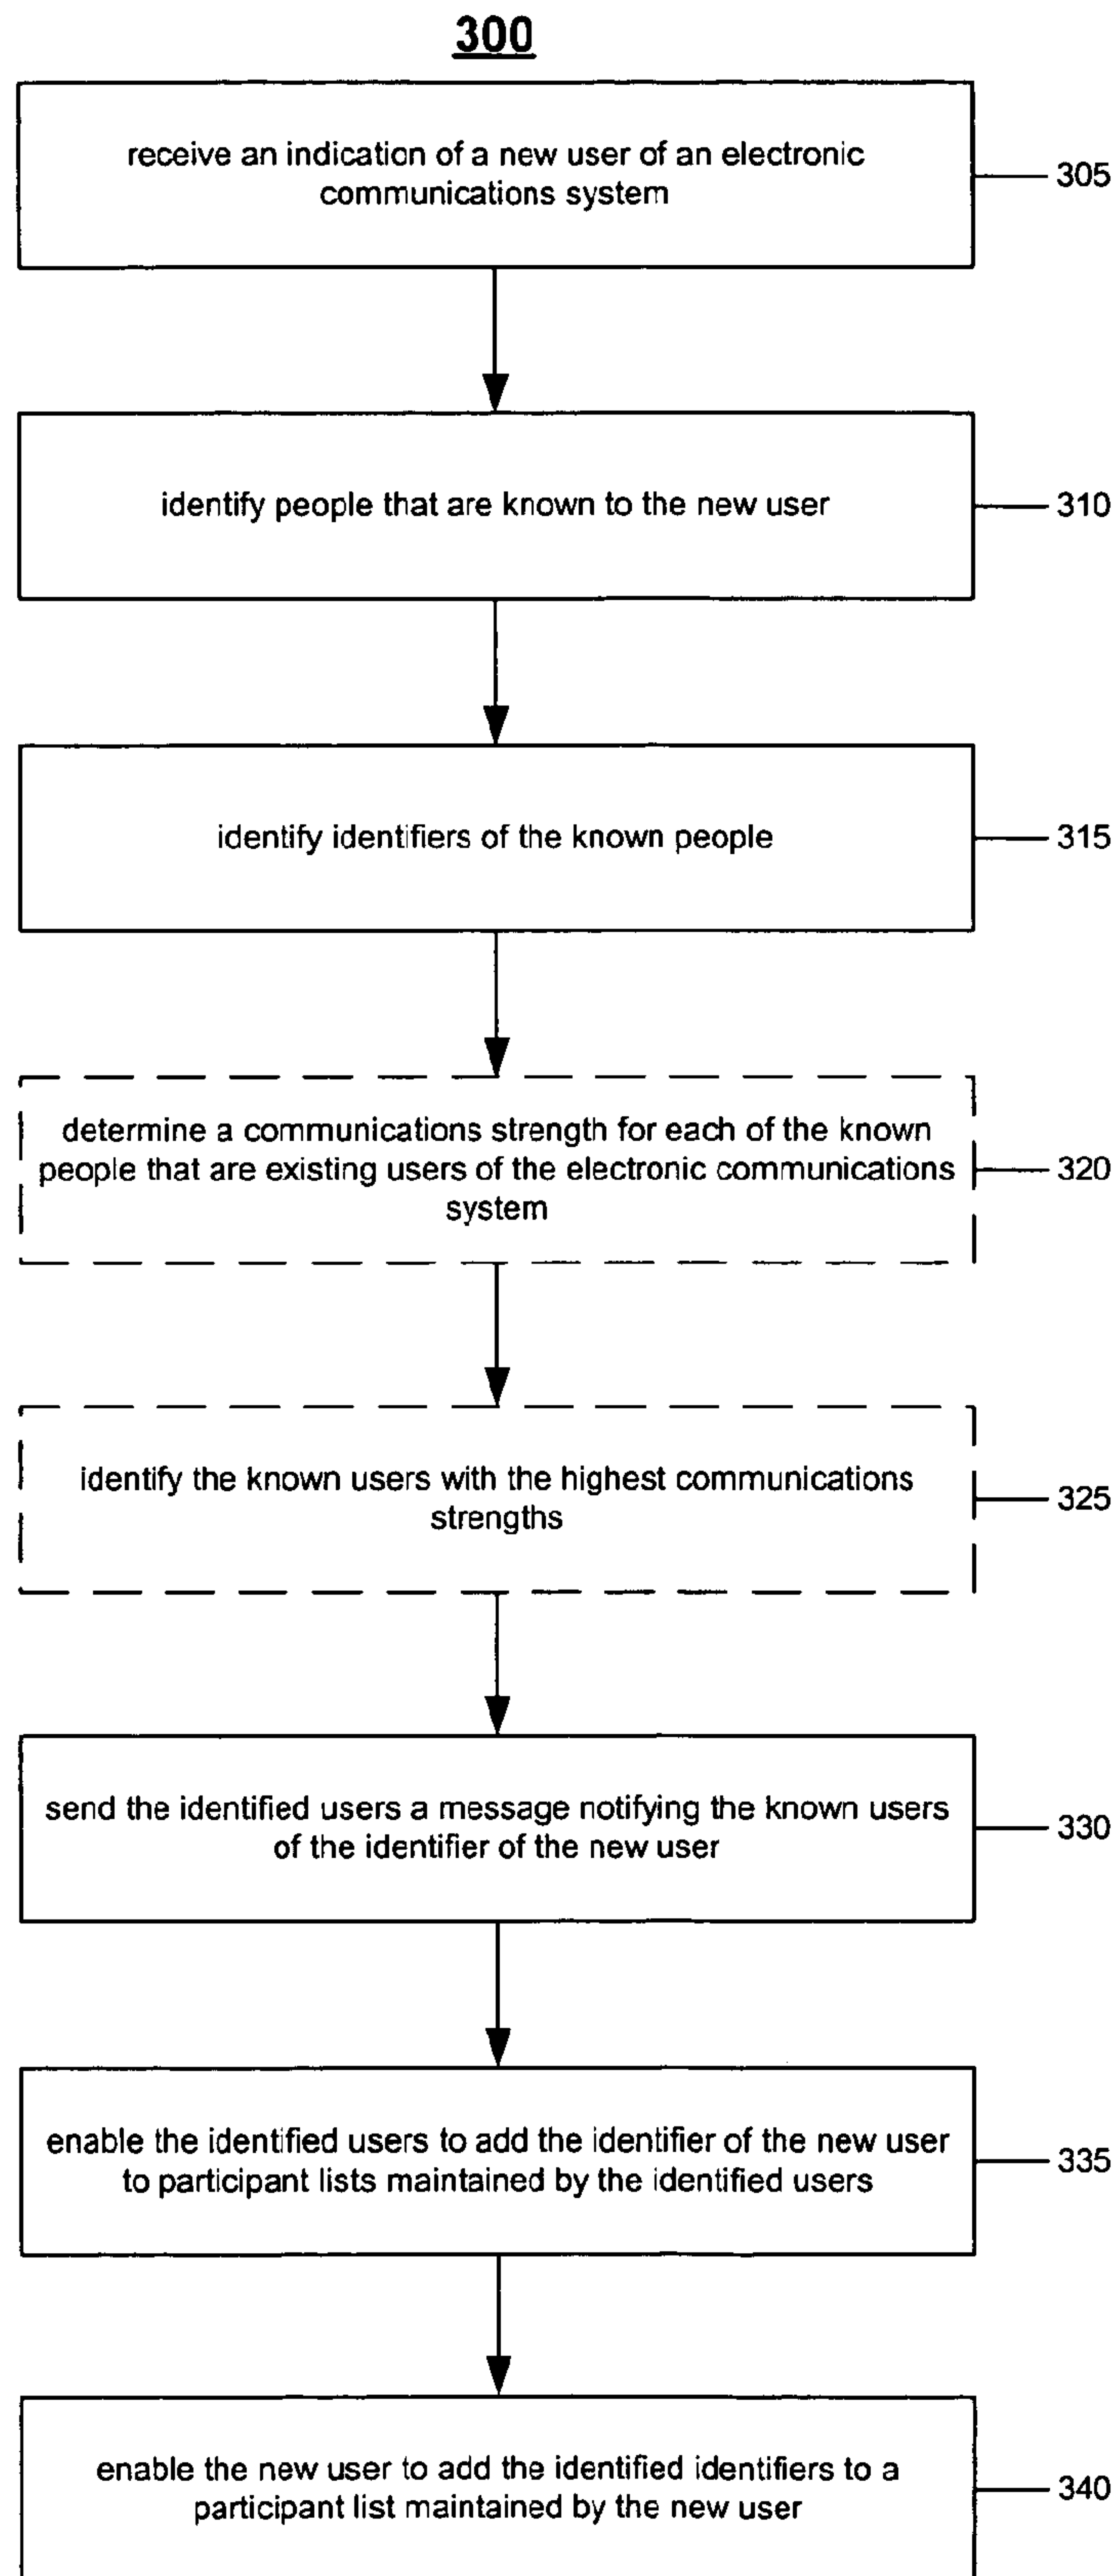 300
receive an indication of a new user of an electronic
communications system
305
identify people that are known to the new user
310
identify identifiers of the known people
315
determine a communications strength for each of the known
people that are existing users of the electronic communications
system
320
identify the known users with the highest communications
strengths
325
send the identified users a message notifying the known users
of the identifier of the new user
330
enable the identified users to add the identifier of the new user
to participant lists maintained by the identified users
335
enable the new user to add the identified identifiers to a
participant list maintained by the new user
340